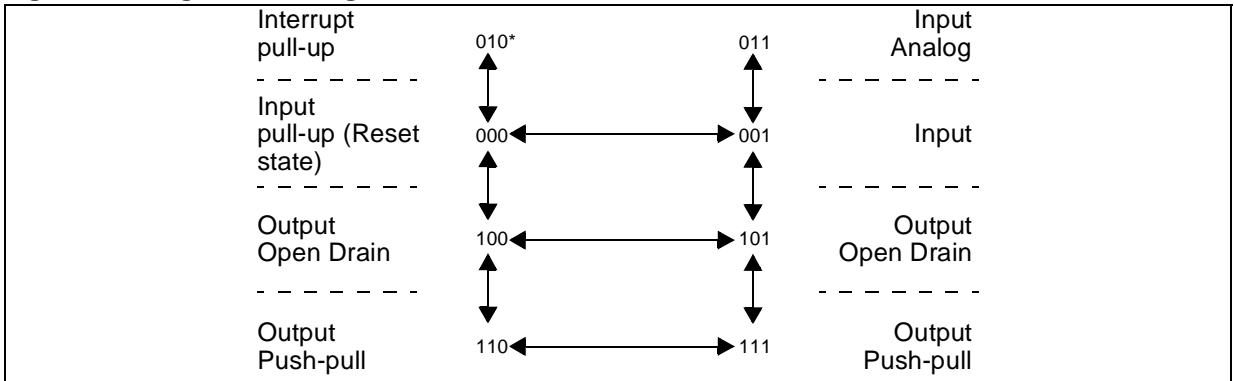 Interrupt
pull-up
010*
011
Input
Analog
Input
pull-up (Reset
state)
000
001
Input
Output
Open Drain
100
101
Output
Open Drain
Output
Push-pull
110
111
Output
Push-pull